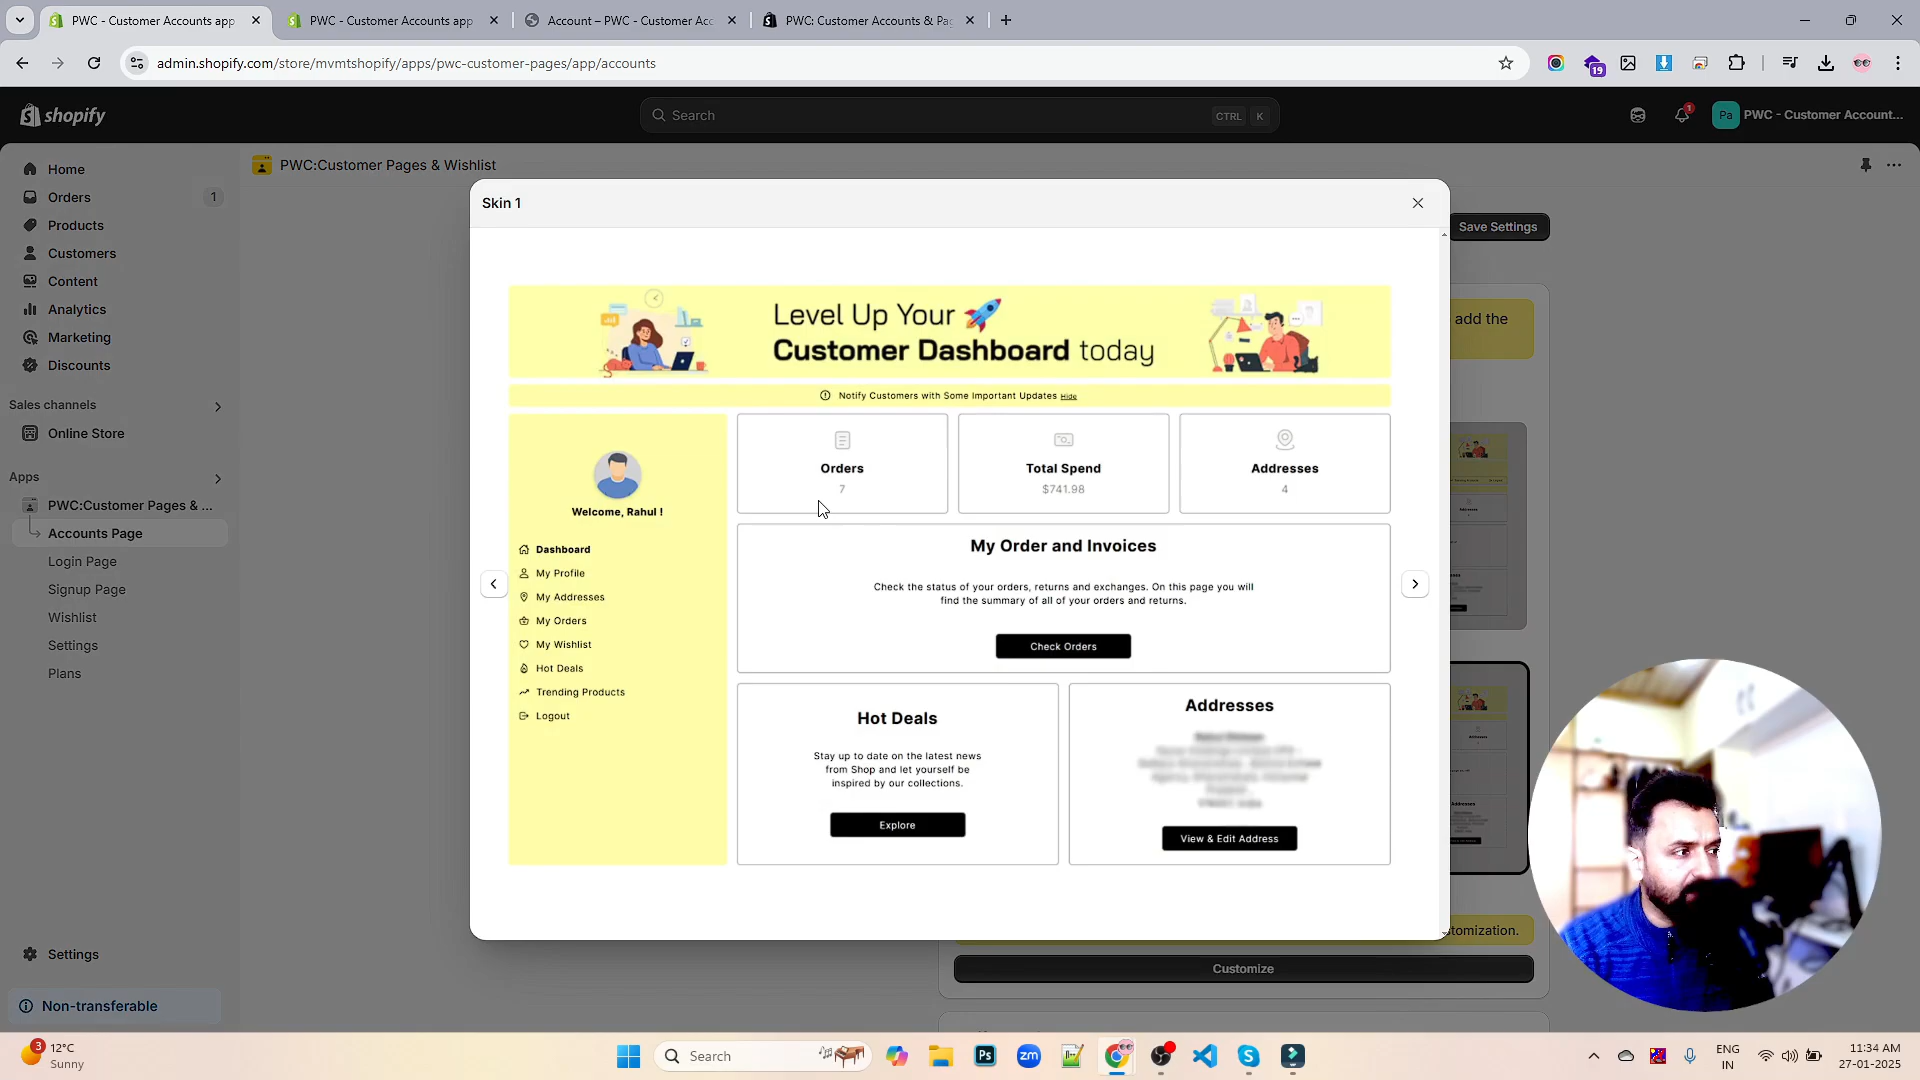 PWC - Customer Accounts app
PWC - Customer Accounts app
Account – PWC - Customer Acc
PWC: Customer Accounts & Pag
admin.shopify.com/store/mvmtshopify/apps/pwc-customer-pages/app/accounts
19
shopify
Search
CTRL K
1
Pa
PWC - Customer Account...
Home
Orders
1
Products
Customers
Content
Analytics
Marketing
Discounts
Sales channels
Online Store
Apps
PWC:Customer Pages & ...
Accounts Page
Login Page
Signup Page
Wishlist
Settings
Plans
Settings
Non-transferable
PWC:Customer Pages & Wishlist
Save Settings
add the
Skin 1
Level Up Your
Customer Dashboard today
Notify Customers with Some Important Updates Hide
Welcome, Rahul !
Dashboard
My Profile
My Addresses
My Orders
My Wishlist
Hot Deals
Trending Products
Logout
Orders
7
Total Spend
$741.98
Addresses
4
My Order and Invoices
Check the status of your orders, returns and exchanges. On this page you will
find the summary of all of your orders and returns.
Check Orders
Hot Deals
Stay up to date on the latest news
from Shop and let yourself be
inspired by our collections.
Explore
Addresses
View & Edit Address
stomization.
Customize
3
12°C
Sunny
Search
Ps
zm
ENG
IN
11:34 AM
27-01-2025